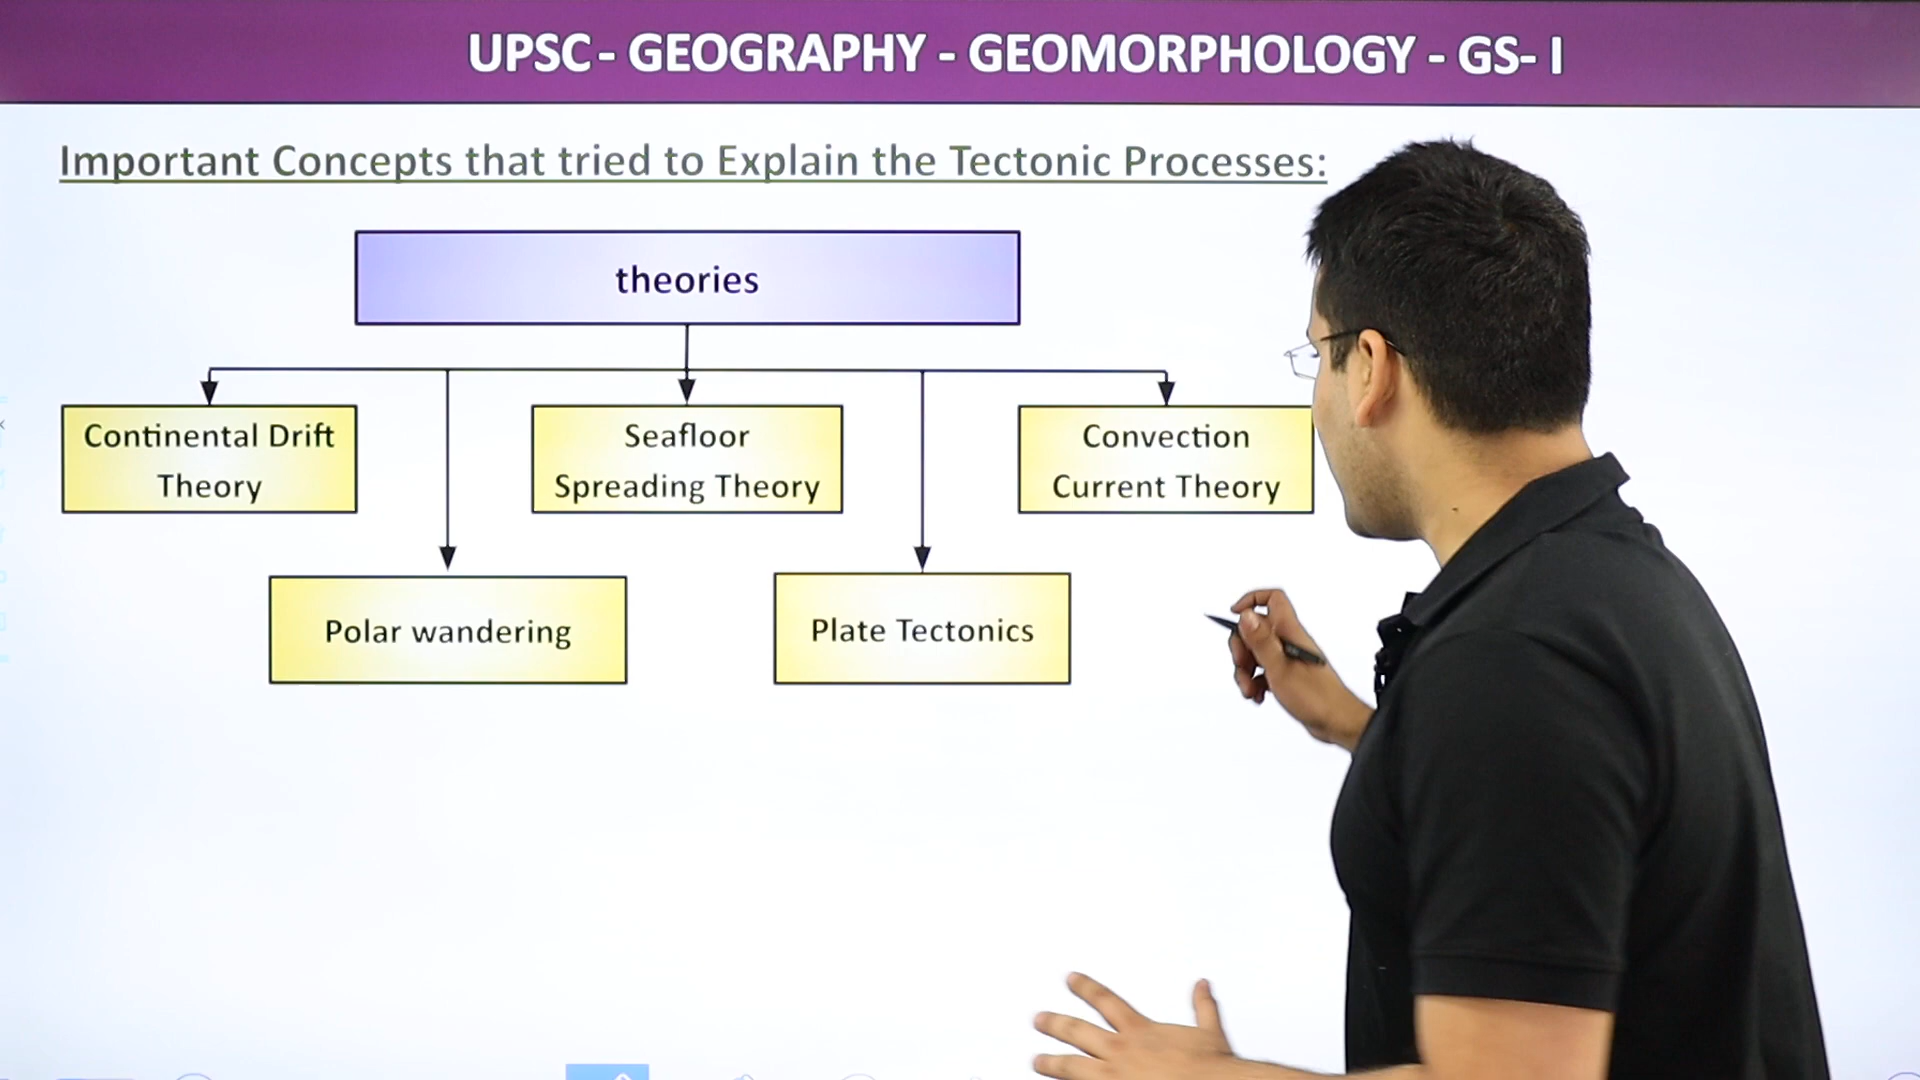 UPSC - GEOGRAPHY - GEOMORPHOLOGY - GS- I
Important Concepts that tried to Explain the Tectonic Processes:
theories
Continental Drift
Theory
Seafloor
Spreading Theory
Convection
Current Theory
Polar wandering
Plate Tectonics